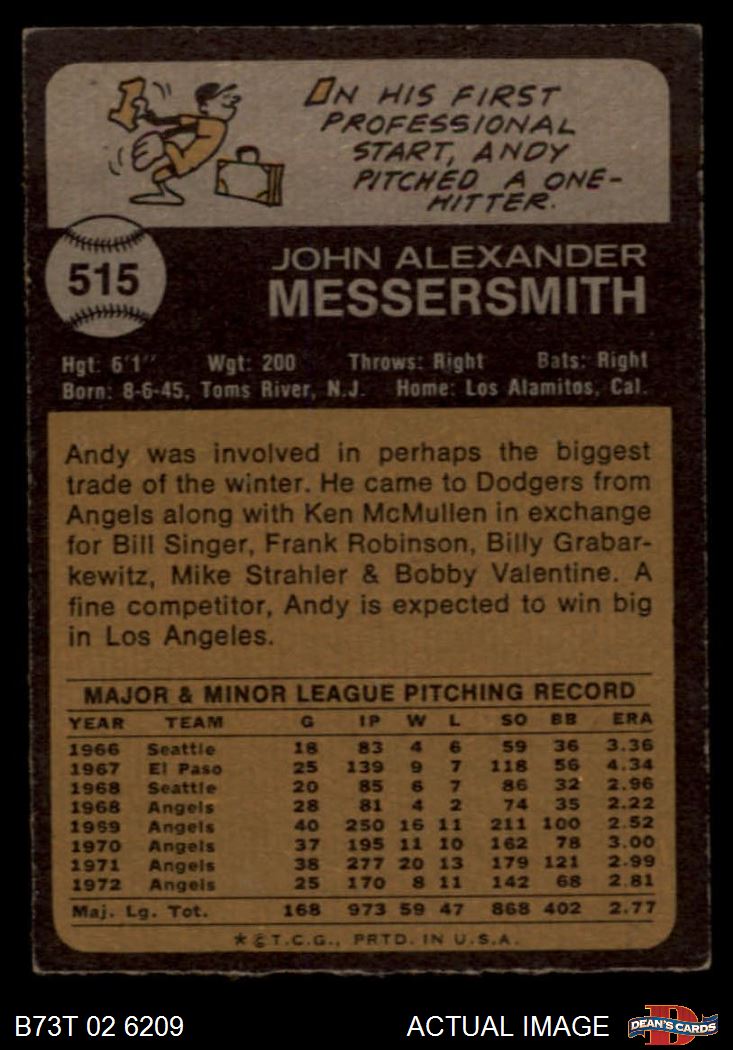 IN HIS FIRST
PROFESSIONAL
START, ANDY
PITCHED A ONE-
HITTER.
515
JOHN ALEXANDER
MESSERSMITH
Hgt: 6'1" Wgt: 200 Throws: Right Bats: Right
Born: 8-6-45, Toms River, N.J. Home: Los Alamitos, Cal.
Andy was involved in perhaps the biggest
trade of the winter. He came to Dodgers from
Angels along with Ken McMullen in exchange
for Bill Singer, Frank Robinson, Billy Grabar-
kewitz, Mike Strahler & Bobby Valentine. A
fine competitor, Andy is expected to win big
in Los Angeles.
MAJOR & MINOR LEAGUE PITCHING RECORD
YEAR TEAM G IP W L SO BB ERA
1966 Seattle 18 83 4 6 59 36 3.36
1967 El Paso 25 139 9 7 118 56 4.34
1968 Seattle 20 85 6 7 86 32 2.96
1968 Angels 28 81 4 2 74 35 2.22
1969 Angels 40 250 16 11 211 100 2.52
1970 Angels 37 195 11 10 162 78 3.00
1971 Angels 38 277 20 13 179 121 2.99
1972 Angels 25 170 8 11 142 68 2.81
Maj. Lg. Tot. 168 973 59 47 868 402 2.77
* © T.C.G., PRTD. IN U.S.A.
B73T 02 6209 ACTUAL IMAGE DEAN'S CARDS